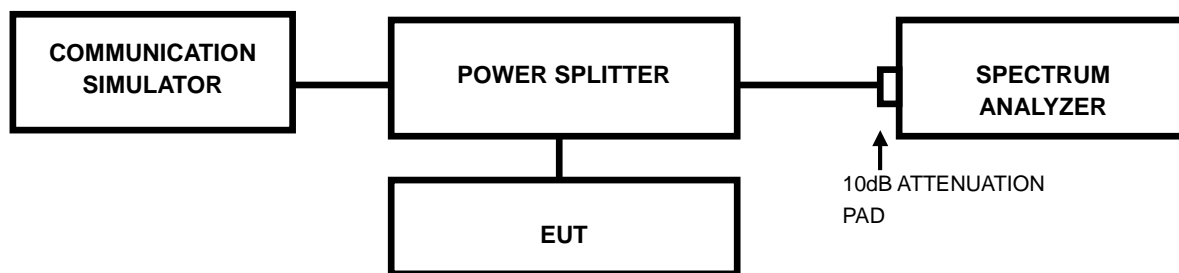 COMMUNICATION
SIMULATOR
POWER SPLITTER
SPECTRUM
ANALYZER
10dB ATTENUATION
PAD
EUT